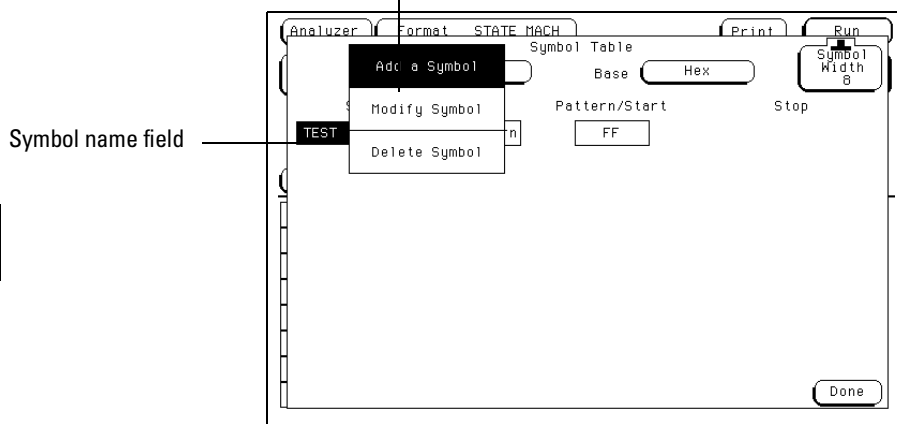 Analyzer Format STATE MACH Print Run
Symbol Table
Symbol Width 8
Add a Symbol
Base Hex
Modify Symbol
Pattern/Start Stop
Symbol name field
TEST
FF
Delete Symbol
Done